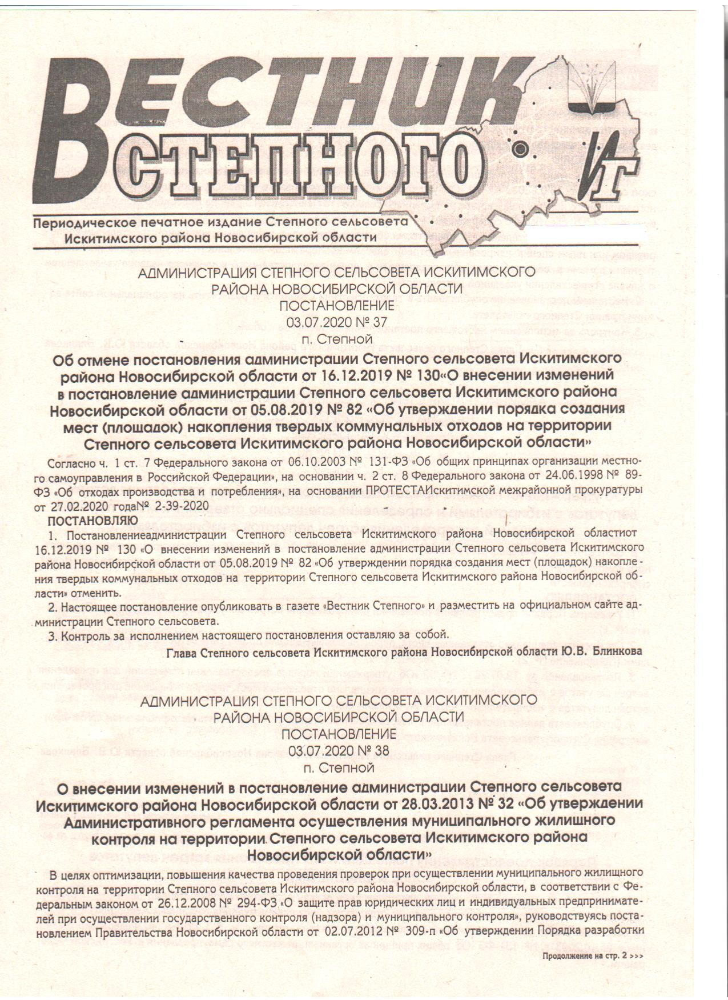 ВЕСТНИК
СТЕПНОГО
ИГ
Периодическое печатное издание Степного сельсовета
Искитимского района Новосибирской области
АДМИНИСТРАЦИЯ СТЕПНОГО СЕЛЬСОВЕТА ИСКИТИМСКОГО
РАЙОНА НОВОСИБИРСКОЙ ОБЛАСТИ
ПОСТАНОВЛЕНИЕ
03.07.2020 № 37
п. Степной
Об отмене постановления администрации Степного сельсовета Искитимского
района Новосибирской области от 16.12.2019 № 130«О внесении изменений
в постановление администрации Степного сельсовета Искитимского района
Новосибирской области от 05.08.2019 № 82 «Об утверждении порядка создания
мест (площадок) накопления твердых коммунальных отходов на территории
Степного сельсовета Искитимского района Новосибирской области»
Согласно ч. 1 ст. 7 Федерального закона от 06.10.2003 № 131-ФЗ «Об общих принципах организации местно-
го самоуправления в Российской Федерации», на основании ч. 2 ст. 8 Федерального закона от 24.06.1998 № 89-
ФЗ «Об отходах производства и потребления», на основании ПРОТЕСТАИскитимской межрайонной прокуратуры
от 27.02.2020 года№ 2-39-2020
ПОСТАНОВЛЯЮ
1. Постановлениеадминистрации Степного сельсовета Искитимского района Новосибирской областиот
16.12.2019 № 130 «О внесении изменений в постановление администрации Степного сельсовета Искитимского
района Новосибирской области от 05.08.2019 № 82 «Об утверждении порядка создания мест (площадок) накопле-
ния твердых коммунальных отходов на территории Степного сельсовета Искитимского района Новосибирской об-
ласти» отменить.
2. Настоящее постановление опубликовать в газете «Вестник Степного» и разместить на официальном сайте ад-
министрации Степного сельсовета.
3. Контроль за исполнением настоящего постановления оставляю за собой.
Глава Степного сельсовета Искитимского района Новосибирской области Ю.В. Блинкова
АДМИНИСТРАЦИЯ СТЕПНОГО СЕЛЬСОВЕТА ИСКИТИМСКОГО
РАЙОНА НОВОСИБИРСКОЙ ОБЛАСТИ
ПОСТАНОВЛЕНИЕ
03.07.2020 № 38
п. Степной
О внесении изменений в постановление администрации Степного сельсовета
Искитимского района Новосибирской области от 28.03.2013 № 32 «Об утверждении
Административного регламента осуществления муниципального жилишного
контроля на территории Степного сельсовета Искитимского района
Новосибирской области»
В целях оптимизации, повышения качества проведения проверок при осуществлении муниципального жилищного
контроля на территории Степного сельсовета Искитимского района Новосибирской области, в соответствии с Фе-
деральным законом от 26.12.2008 № 294-ФЗ «О защите прав юридических лиц и индивидуальных предпринимате-
лей при осуществлении государственного контроля (надзора) и муниципального контроля», руководствуясь поста-
новлением Правительства Новосибирской области от 02.07.2012 № 309-п «Об утверждении Порядка разработки
Продолжение на стр. 2 >>>